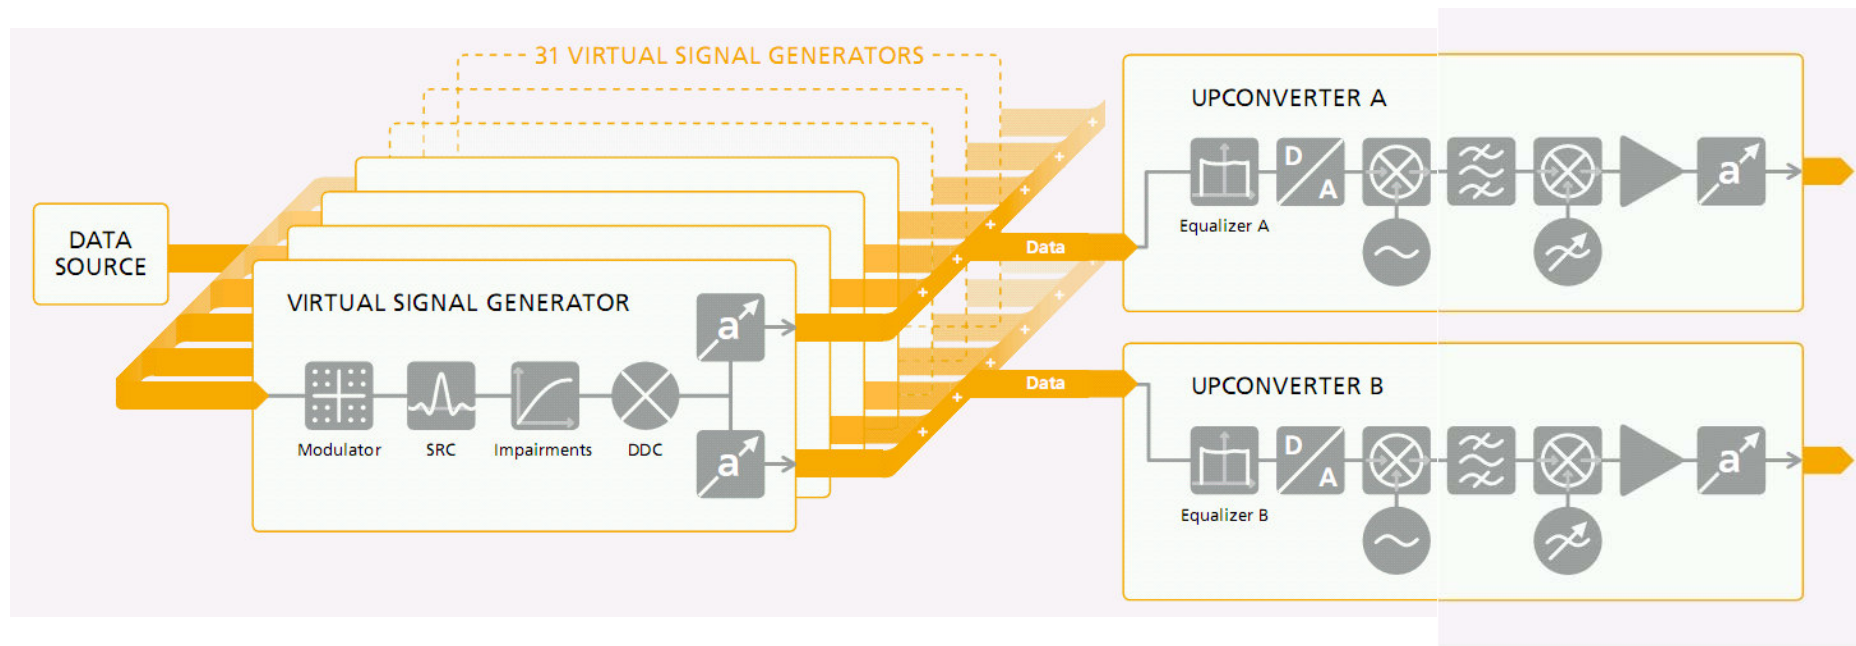 31 VIRTUAL SIGNAL GENERATORS
DATA
SOURCE
VIRTUAL SIGNAL GENERATOR
a
a
Modulator
SRC
Impairments
DDC
+
+
+
+
+
+
+
+
+
+
+
Data
Data
UPCONVERTER A
D
A
a
Equalizer A
UPCONVERTER B
D
A
a
Equalizer B